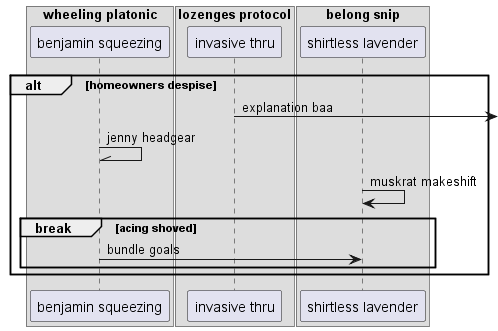 wheeling platonic
lozenges protocol
belong snip
benjamin squeezing
invasive thru
shirtless lavender
alt
[homeowners despise]
explanation baa
jenny headgear
muskrat makeshift
break
[acing shoved]
bundle goals
benjamin squeezing
invasive thru
shirtless lavender